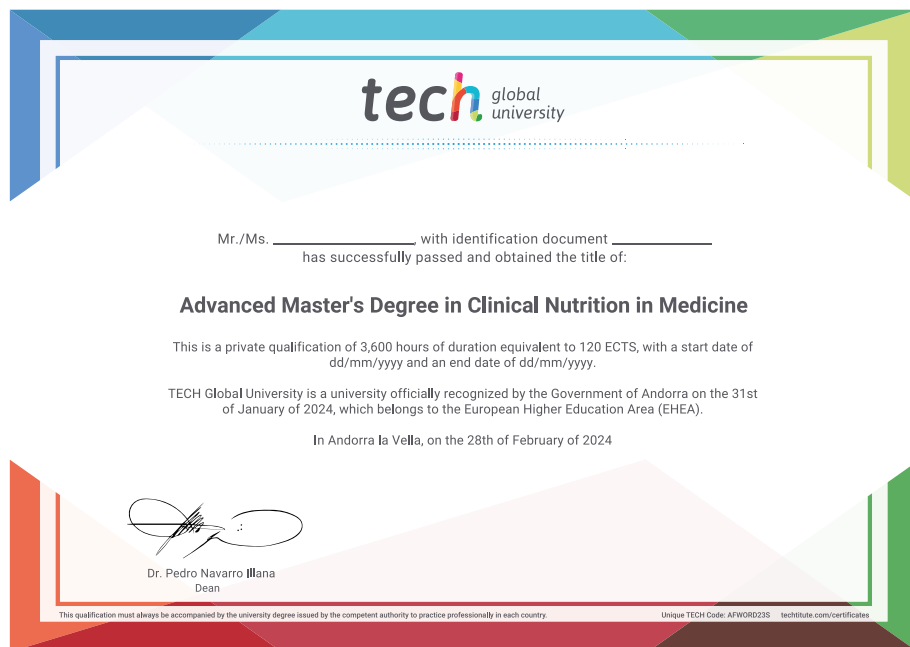 tech global
university
Mr./Ms. ____________, with identification document ____________
has successfully passed and obtained the title of:
Advanced Master's Degree in Clinical Nutrition in Medicine
This is a private qualification of 3,600 hours of duration equivalent to 120 ECTS, with a start date of
dd/mm/yyyy and an end date of dd/mm/yyyy.
TECH Global University is a university officially recognized by the Government of Andorra on the 31st
of January of 2024, which belongs to the European Higher Education Area (EHEA).
In Andorra la Vella, on the 28th of February of 2024
Dr. Pedro Navarro Illana
Dean
This qualification must always be accompanied by the university degree issued by the competent authority to practice professionally in each country.
Unique TECH Code: AFWORD23S techtitute.com/certificates